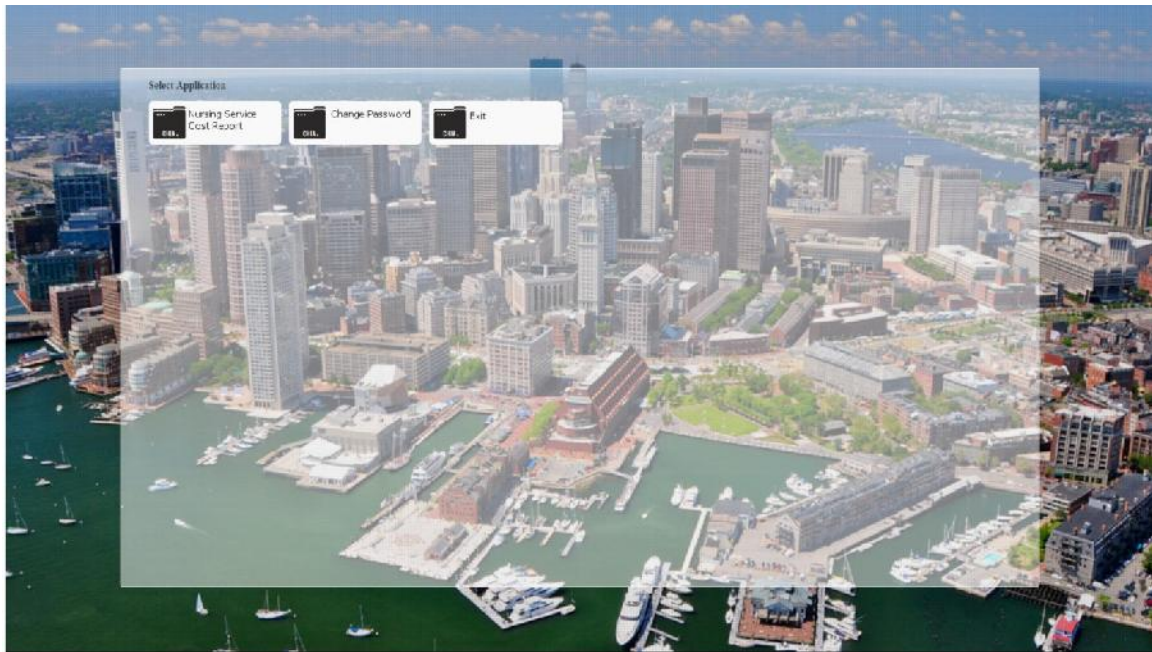 Select Application
Nursing Service
Cost Report
Change Password
Exit